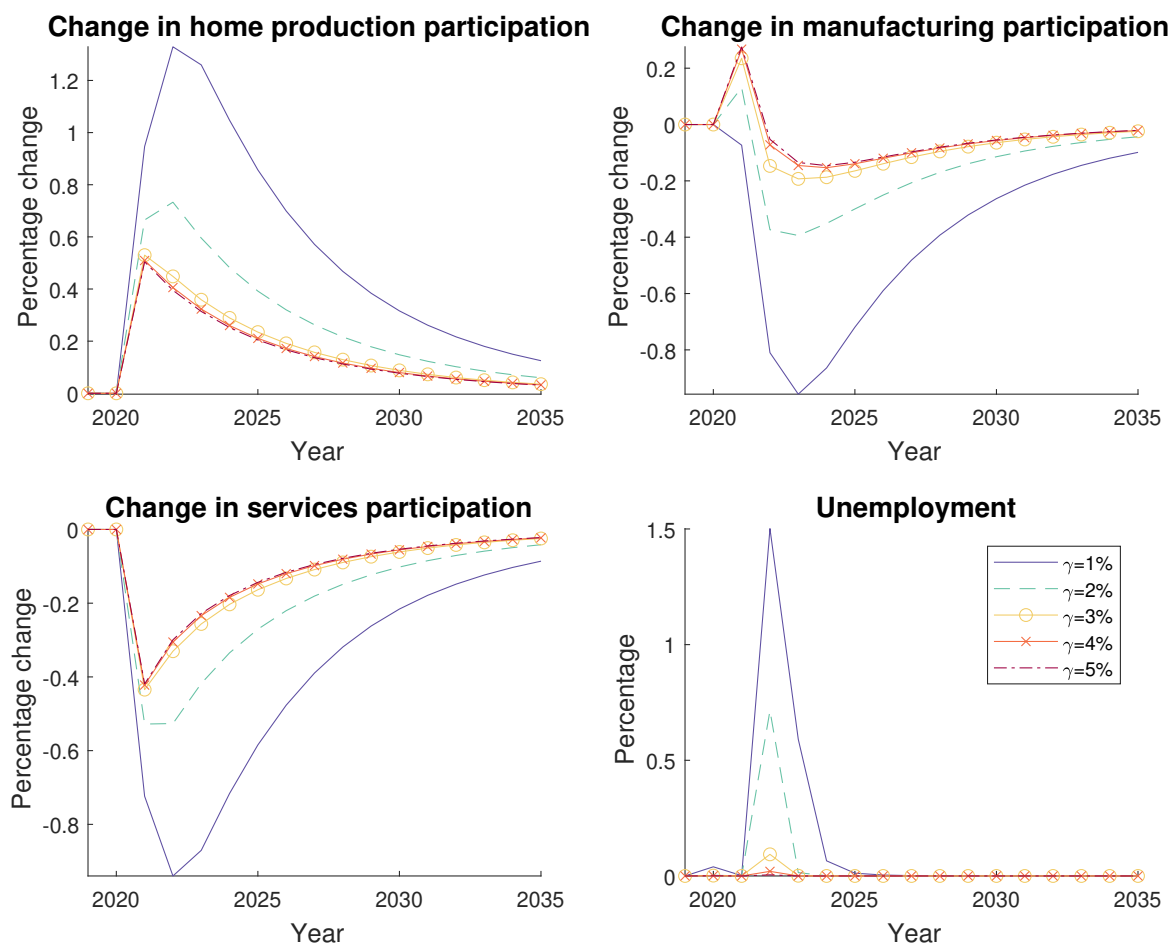 Change in home production participation
Percentage change
1.2
1
0.8
0.6
0.4
0.2
0
2020 2025 2030 2035
Year
Change in manufacturing participation
Percentage change
0.2
0
-0.2
-0.4
-0.6
-0.8
2020 2025 2030 2035
Year
Change in services participation
Percentage change
0
-0.2
-0.4
-0.6
-0.8
2020 2025 2030 2035
Year
Unemployment
Percentage
1.5
1
0.5
0
2020 2025 2030 2035
Year
γ=1%
γ=2%
γ=3%
γ=4%
γ=5%